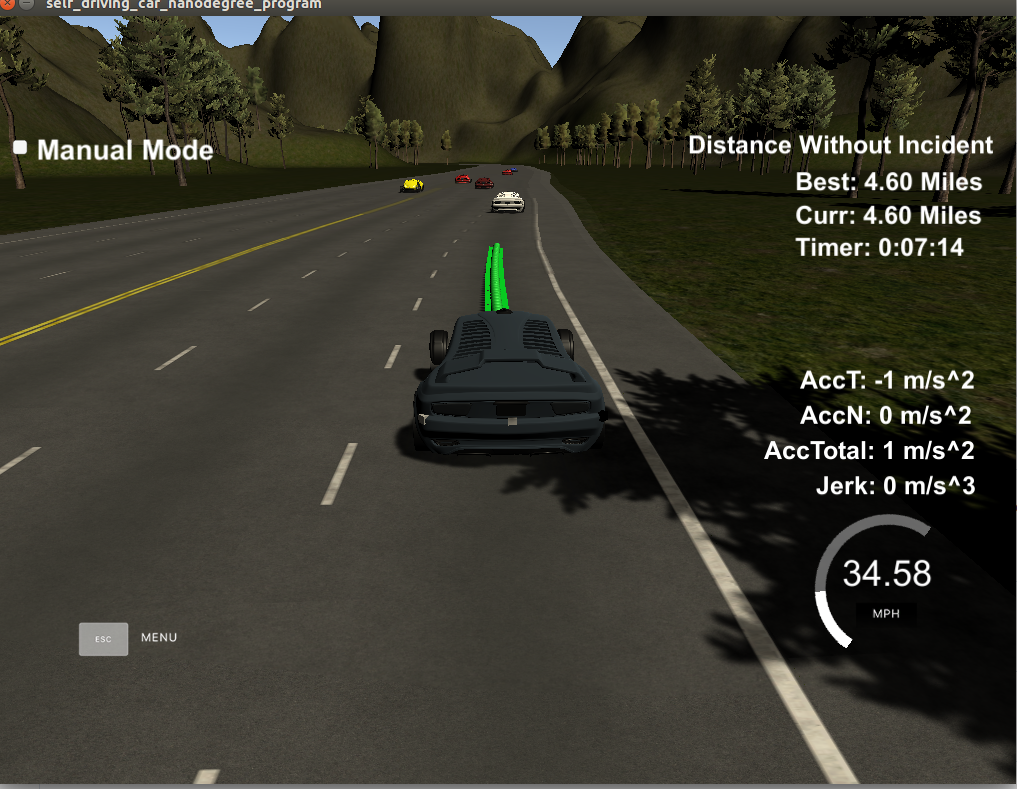 self_driving_car_nanodegree_program
Manual Mode
Distance Without Incident
Best: 4.60 Miles
Curr: 4.60 Miles
Timer: 0:07:14
AccT: -1 m/s^2
AccN: 0 m/s^2
AccTotal: 1 m/s^2
Jerk: 0 m/s^3
34.58
MPH
ESC MENU